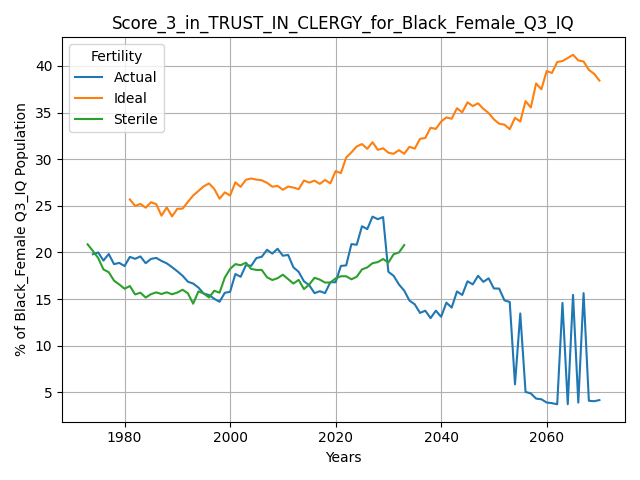 Score_3_in_TRUST_IN_CLERGY_for_Black_Female_Q3_IQ
Fertility
Actual
Ideal
Sterile
% of Black_Female Q3_IQ Population
40
35
30
25
20
15
10
5
1980 2000 2020 2040 2060
Years